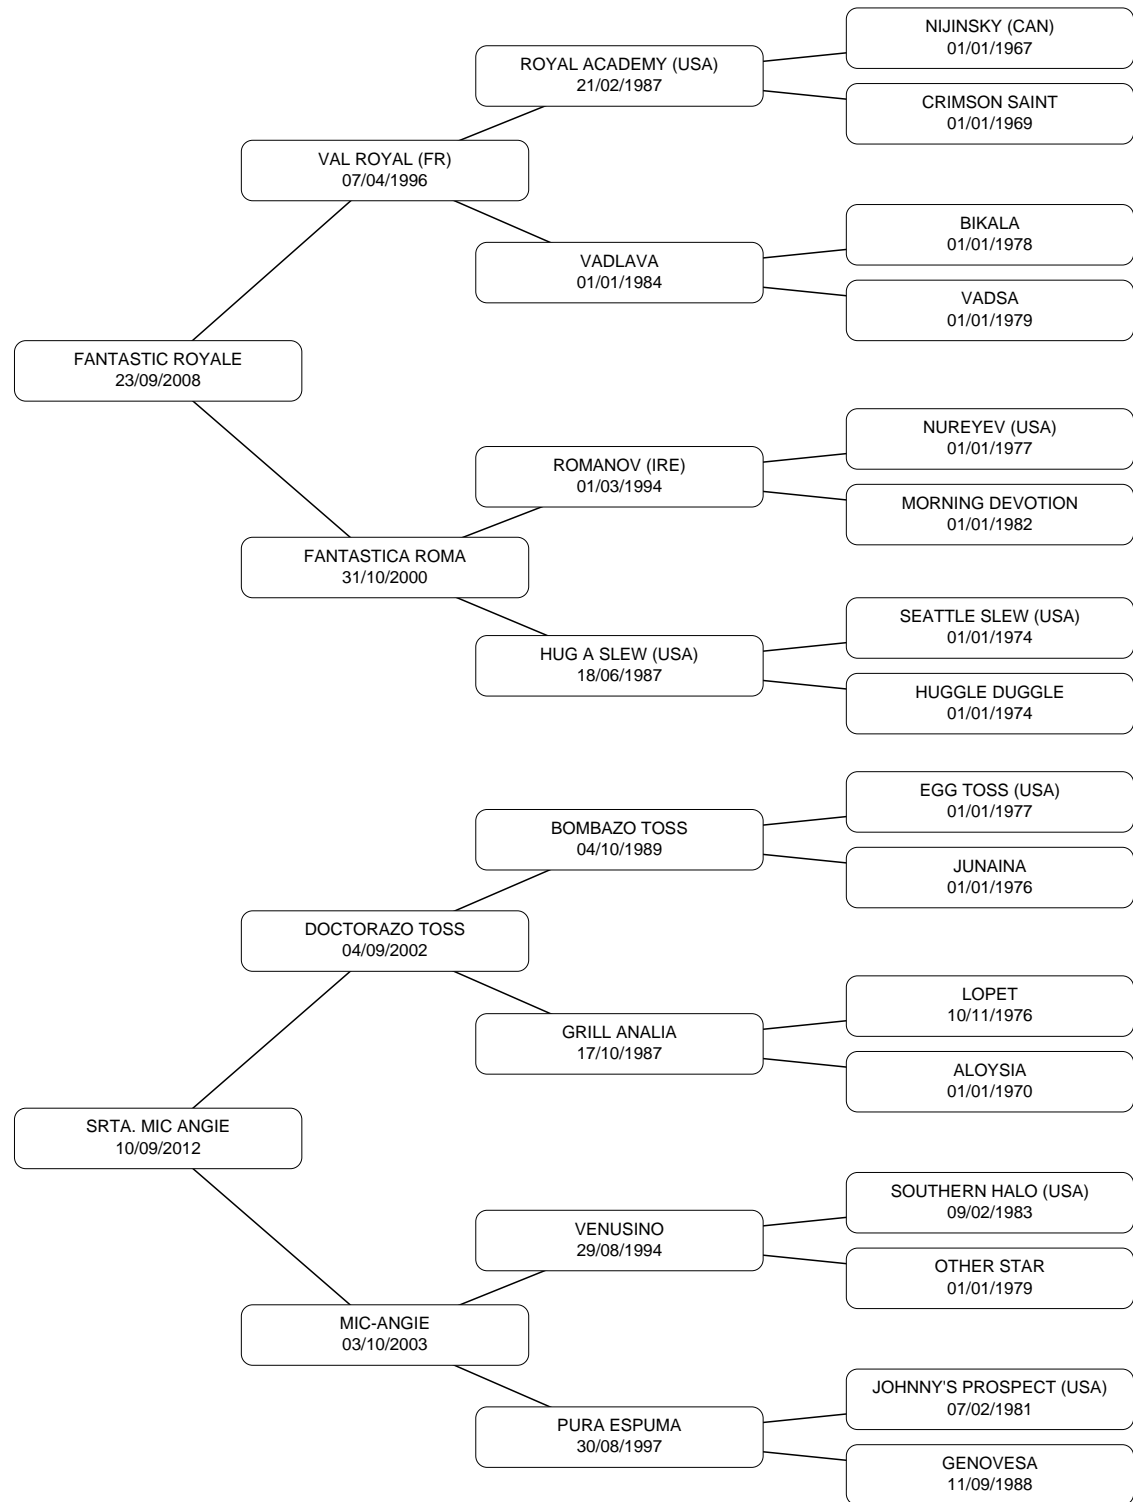 NIJINSKY (CAN)
01/01/1967
ROYAL ACADEMY (USA)
21/02/1987
CRIMSON SAINT
01/01/1969
VAL ROYAL (FR)
07/04/1996
BIKALA
01/01/1978
VADLAVA
01/01/1984
VADSA
01/01/1979
FANTASTIC ROYALE
23/09/2008
NUREYEV (USA)
01/01/1977
ROMANOV (IRE)
01/03/1994
MORNING DEVOTION
01/01/1982
FANTASTICA ROMA
31/10/2000
SEATTLE SLEW (USA)
01/01/1974
HUG A SLEW (USA)
18/06/1987
HUGGLE DUGGLE
01/01/1974
EGG TOSS (USA)
01/01/1977
BOMBAZO TOSS
04/10/1989
JUNAINA
01/01/1976
DOCTORAZO TOSS
04/09/2002
LOPET
10/11/1976
GRILL ANALIA
17/10/1987
ALOYSIA
01/01/1970
SRTA. MIC ANGIE
10/09/2012
SOUTHERN HALO (USA)
09/02/1983
VENUSINO
29/08/1994
OTHER STAR
01/01/1979
MIC-ANGIE
03/10/2003
JOHNNY'S PROSPECT (USA)
07/02/1981
PURA ESPUMA
30/08/1997
GENOVESA
11/09/1988